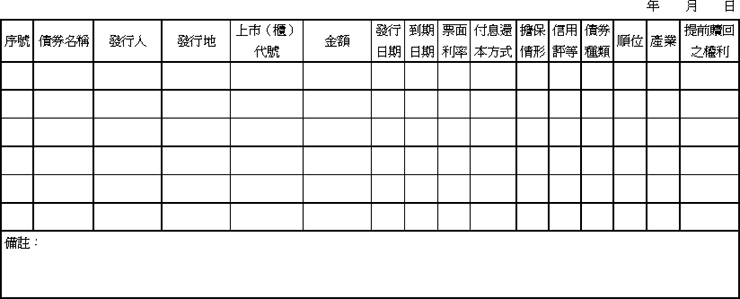 年 月 日
序號 債券名稱 發行人 發行地 上市（櫃）代號 金額 發行日期 到期日期 票面利率 付息還本方式 擔保情形 信用評等 債券種類 順位 產業 提前贖回之權利
備註：